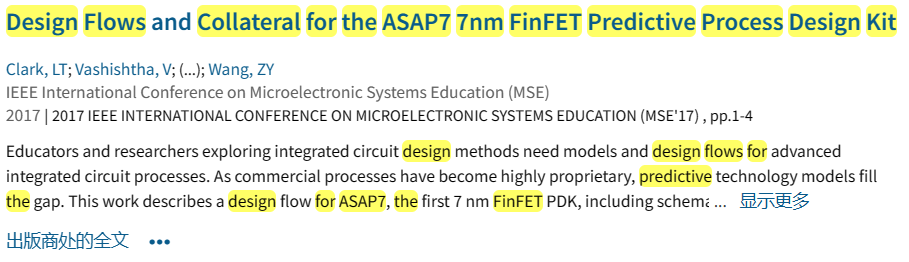 Design Flows and Collateral for the ASAP7 7nm FinFET Predictive Process Design Kit
Clark, LT; Vashishtha, V; (...); Wang, ZY
IEEE International Conference on Microelectronic Systems Education (MSE)
2017 | 2017 IEEE INTERNATIONAL CONFERENCE ON MICROELECTRONIC SYSTEMS EDUCATION (MSE'17) , pp.1-4
Educators and researchers exploring integrated circuit design methods need models and design flows for advanced
integrated circuit processes. As commercial processes have become highly proprietary, predictive technology models fill
the gap. This work describes a design flow for ASAP7, the first 7 nm FinFET PDK, including schema ... 显示更多
出版商处的全文 •••